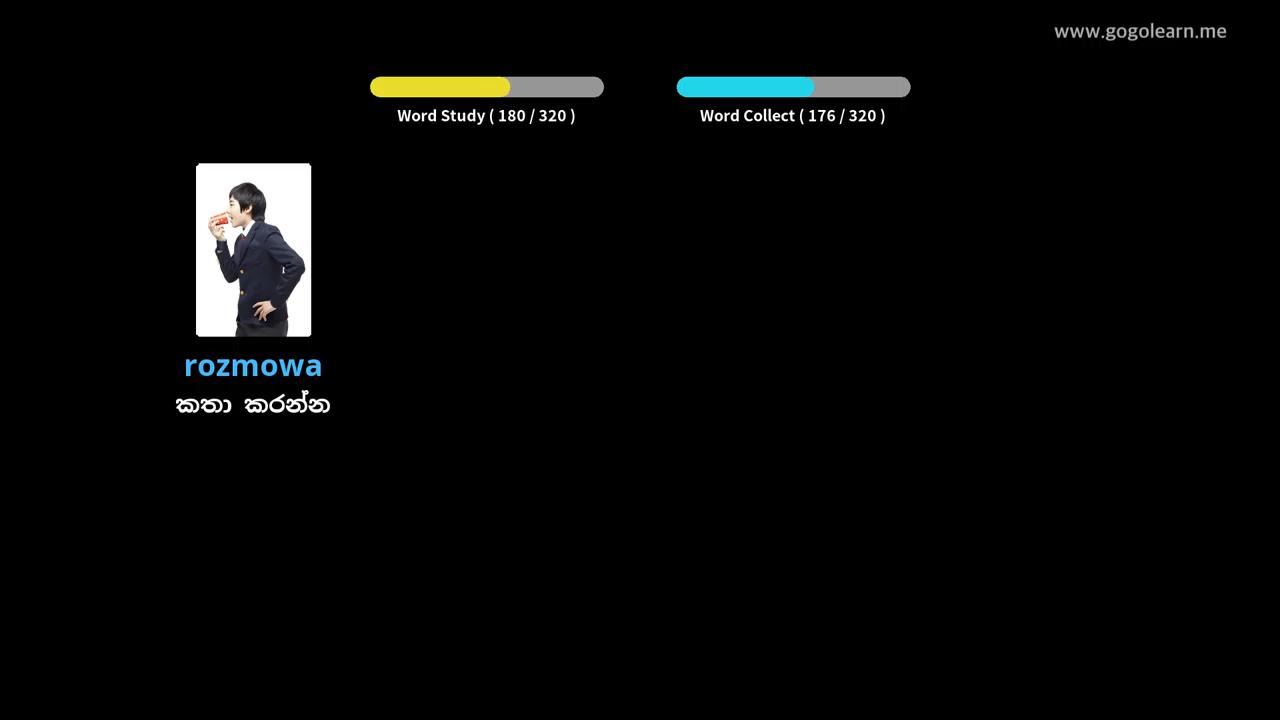 www.gogolearn.me
Word Study ( 180 / 320 )
Word Collect ( 176 / 320 )
rozmowa
කතා කරන්න